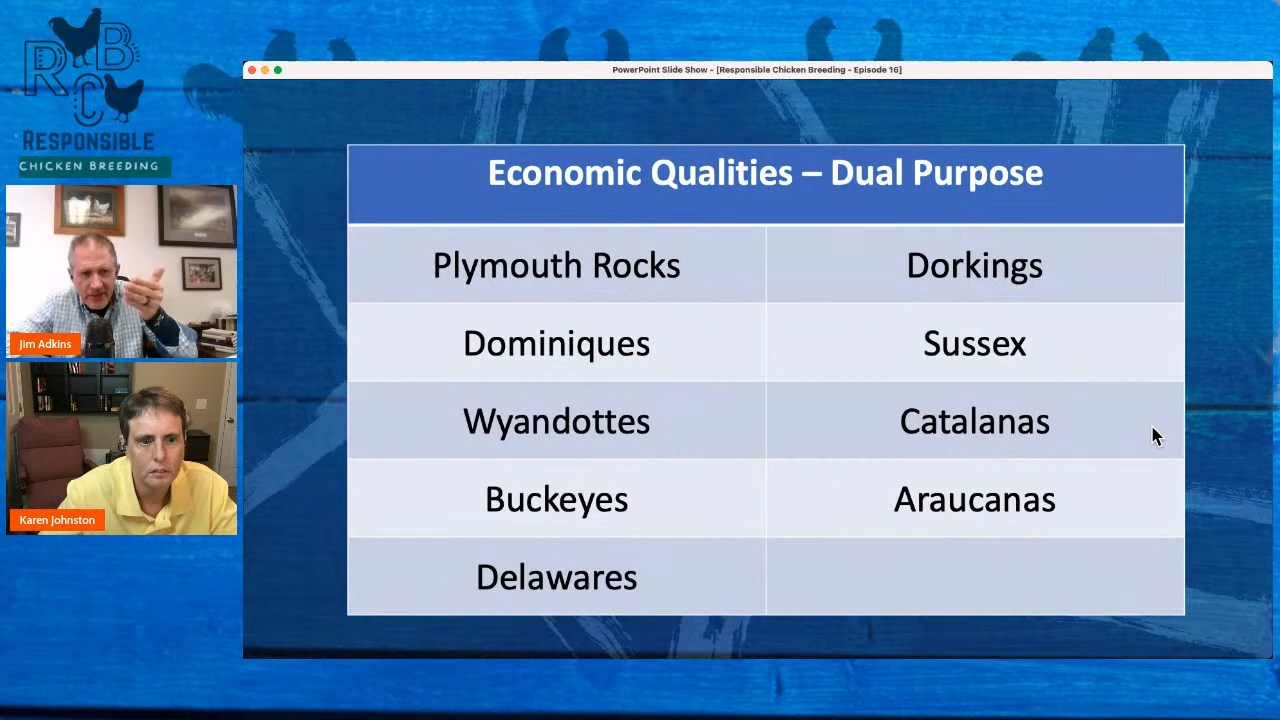 RBC
RESPONSIBLE
CHICKEN BREEDING
PowerPoint Slide Show - [Responsible Chicken Breeding - Episode 16]
Economic Qualities – Dual Purpose
Plymouth Rocks
Dorkings
Dominiques
Sussex
Wyandottes
Catalanas
Buckeyes
Araucanas
Delawares
Jim Adkins
Karen Johnston